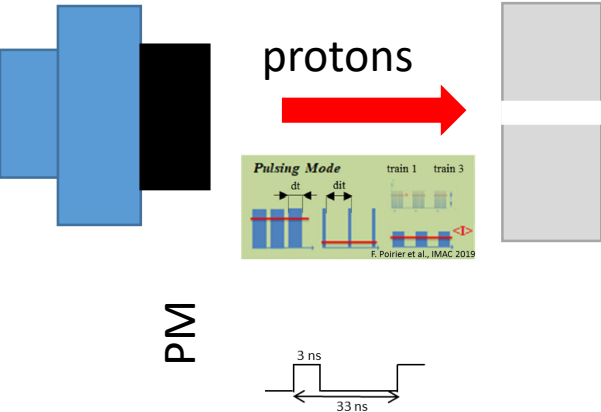 protons
Pulsing Mode
train 1 train 3
dt
dit
<I>
F. Poirier et al., IMAC 2019
PM
3 ns
33 ns